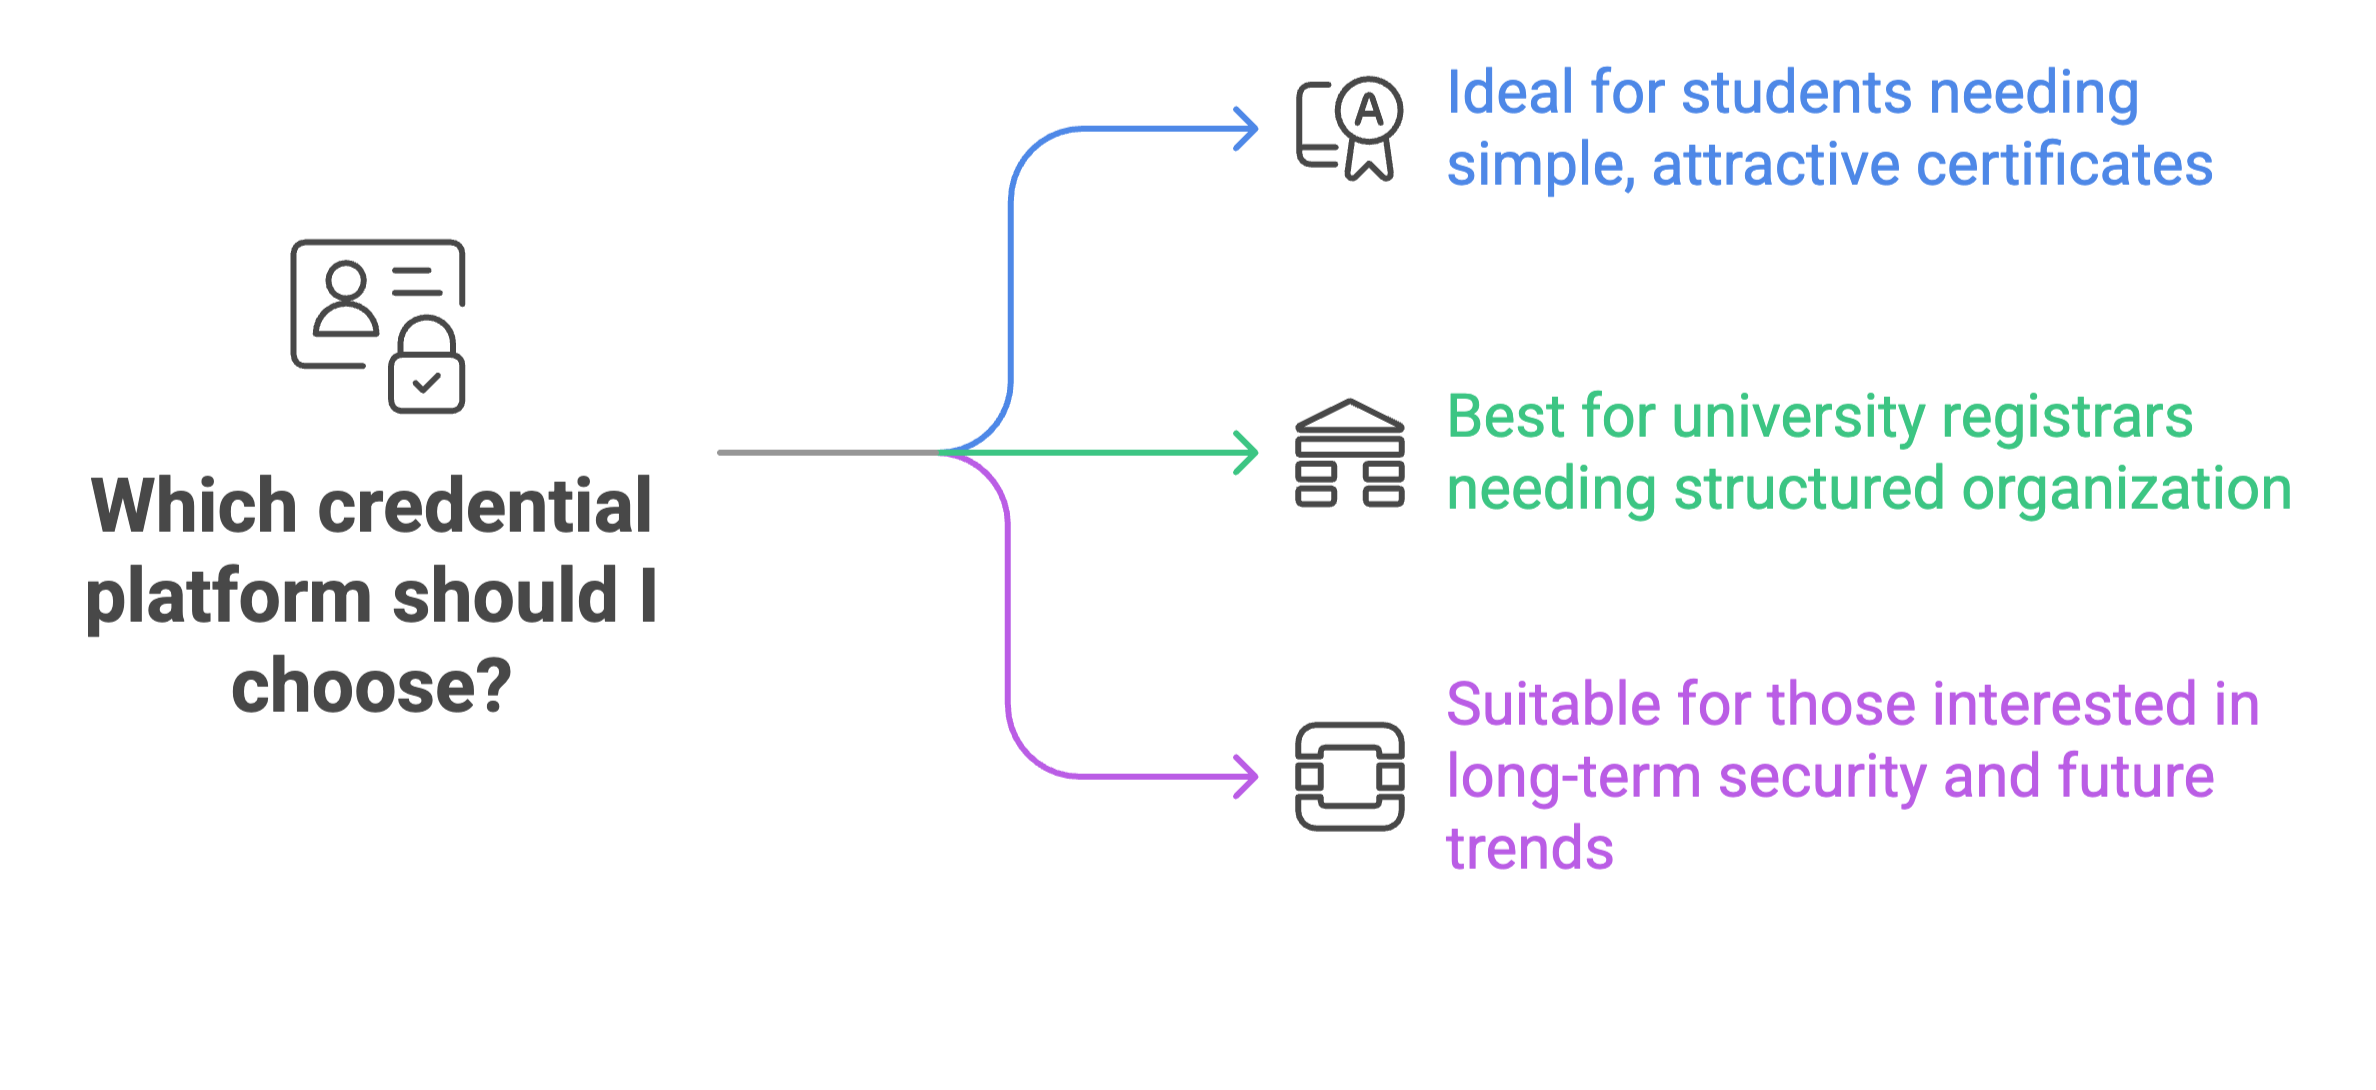 Which credential
platform should I
choose?
A
Ideal for students needing
simple, attractive certificates
Best for university registrars
needing structured organization
Suitable for those interested in
long-term security and future
trends